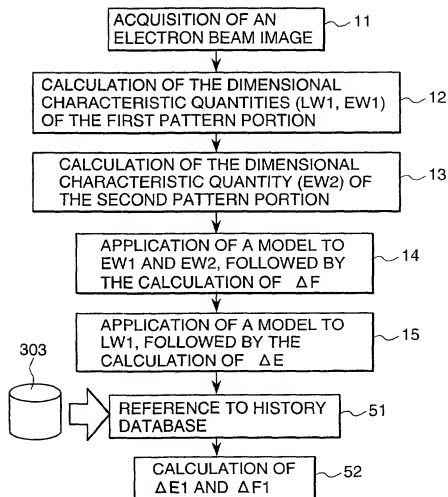 ACQUISITION OF AN
ELECTRON BEAM IMAGE
11
CALCULATION OF THE DIMENSIONAL
CHARACTERISTIC QUANTITIES (LW1, EW1)
OF THE FIRST PATTERN PORTION
12
CALCULATION OF THE DIMENSIONAL
CHARACTERISTIC QUANTITY (EW2) OF
THE SECOND PATTERN PORTION
13
APPLICATION OF A MODEL TO
EW1 AND EW2, FOLLOWED BY
THE CALCULATION OF ΔF
14
APPLICATION OF A MODEL TO
LW1, FOLLOWED BY THE
CALCULATION OF ΔE
15
303
REFERENCE TO HISTORY
DATABASE
51
CALCULATION OF
ΔE1 AND ΔF1
52